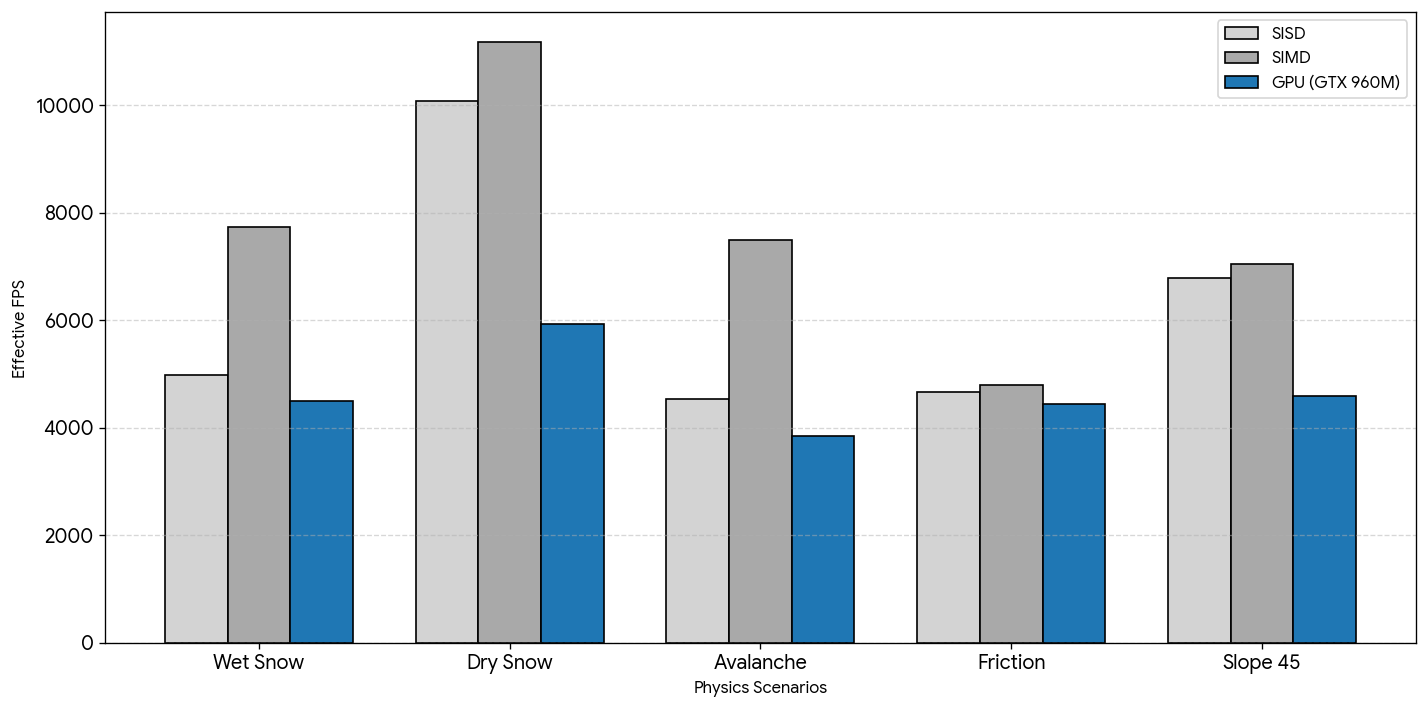 SISD
SIMD
GPU (GTX 960M)
10000
8000
6000
4000
2000
0
Effective FPS
Wet Snow
Dry Snow
Avalanche
Friction
Slope 45
Physics Scenarios